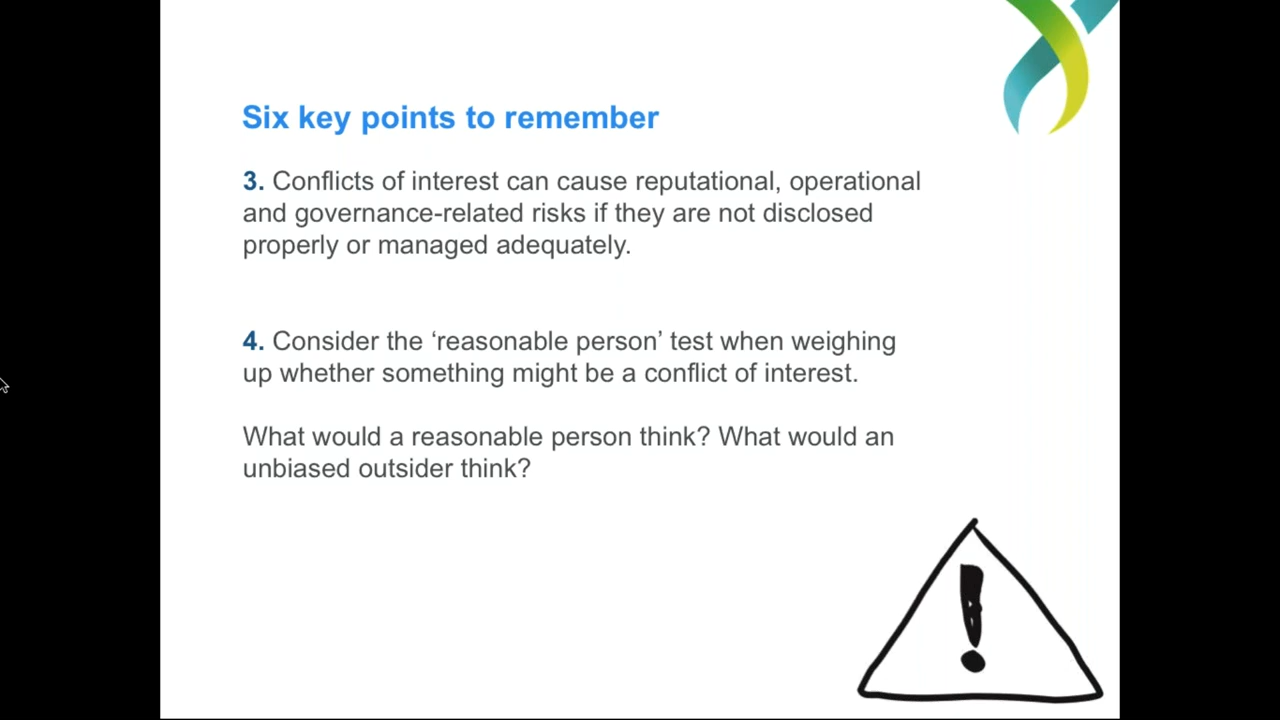 Six key points to remember
3. Conflicts of interest can cause reputational, operational
and governance-related risks if they are not disclosed
properly or managed adequately.
4. Consider the ‘reasonable person’ test when weighing
up whether something might be a conflict of interest.
What would a reasonable person think? What would an
unbiased outsider think?
!